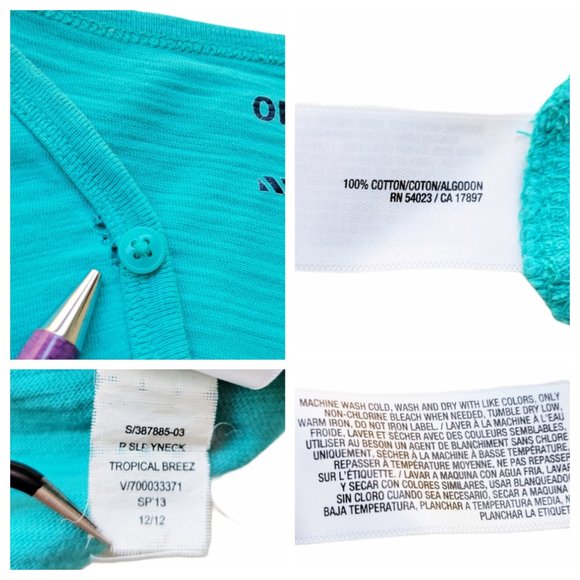 100% COTTON/COTON/ALGODON
RN 54023 / CA 17897
S/387885-03
TROPICAL BREEZ
V/700033371
SP'13
12/12
MACHINE WASH COLD, WASH AND DRY WITH LIKE COLORS, ONLY
NON-CHLORINE BLEACH WHEN NEEDED, TUMBLE DRY LOW,
WARM IRON, DO NOT IRON LABEL. / LAVER À LA MACHINE À L'EAU
FROIDE, LAVER ET SÉCHER AVEC DES COULEURS SEMBLABLES,
UTILISER AU BESOIN UN AGENT DE BLANCHIMENT SANS CHLORE
UNIQUEMENT, SÉCHER À LA MACHINE À BASSE TEMPÉRATURE,
REPASSER À TEMPÉRATURE MOYENNE, NE PAS REPASSER
SUR L'ÉTIQUETTE. / LAVAR A MAQUINA CON AGUA FRIA, LAVAR
Y SECAR CON COLORES SIMILARES, USAR BLANQUEADOR
SIN CLORO CUANDO SEA NECESARIO, SECAR A MAQUINA
BAJA TEMPERATURA, PLANCHAR A TEMPERATURA MEDIA, N
PLANCHAR LA ETIQUET